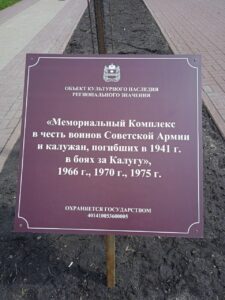 ОБЪЕКТ КУЛЬТУРНОГО НАСЛЕДИЯ
РЕГИОНАЛЬНОГО ЗНАЧЕНИЯ
«Мемориальный Комплекс
в честь воинов Советской Армии
и калужан, погибших в 1941 г.
в боях за Калугу»,
1966 г., 1970 г., 1975 г.
ОХРАНЯЕТСЯ ГОСУДАРСТВОМ
401410053600005